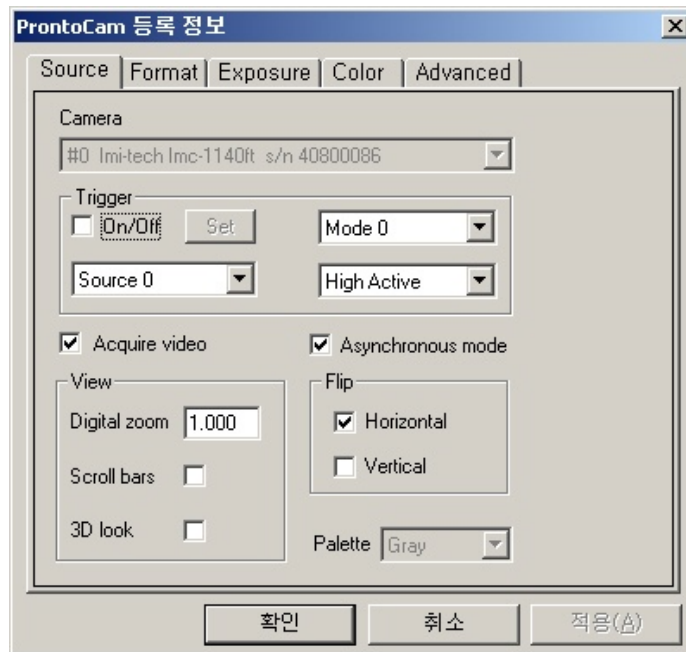 ProntoCam 등록 정보
Source Format Exposure Color Advanced
Camera
#0 Imi-tech Imc-1140ft s/n 40800086
Trigger
On/Off Set Mode 0
Source 0 High Active
Acquire video Asynchronous mode
View Flip
Digital zoom 1.000 Horizontal
Scroll bars Vertical
3D look Palette Gray
확인 취소 적용(A)